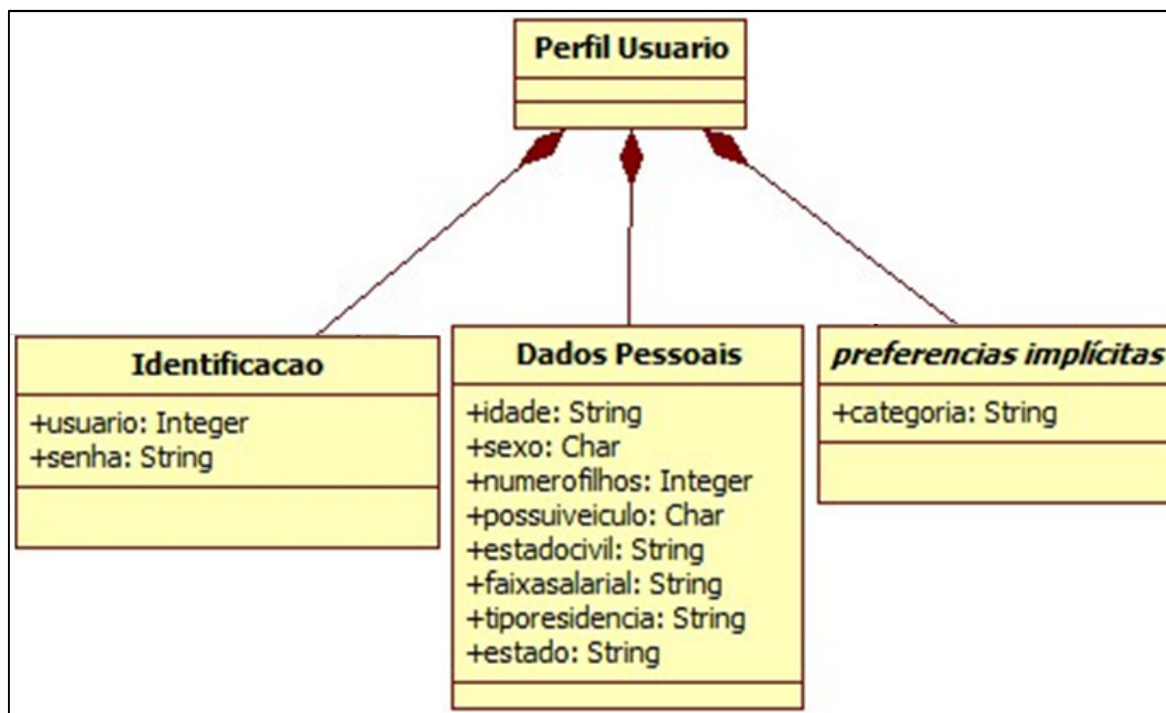 Perfil Usuario
Identificacao
+usuario: Integer
+senha: String
Dados Pessoais
+idade: String
+sexo: Char
+numerofilhos: Integer
+possuiveiculo: Char
+estadocivil: String
+faixasalarial: String
+tiporesidencia: String
+estado: String
preferencias implícitas
+categoria: String